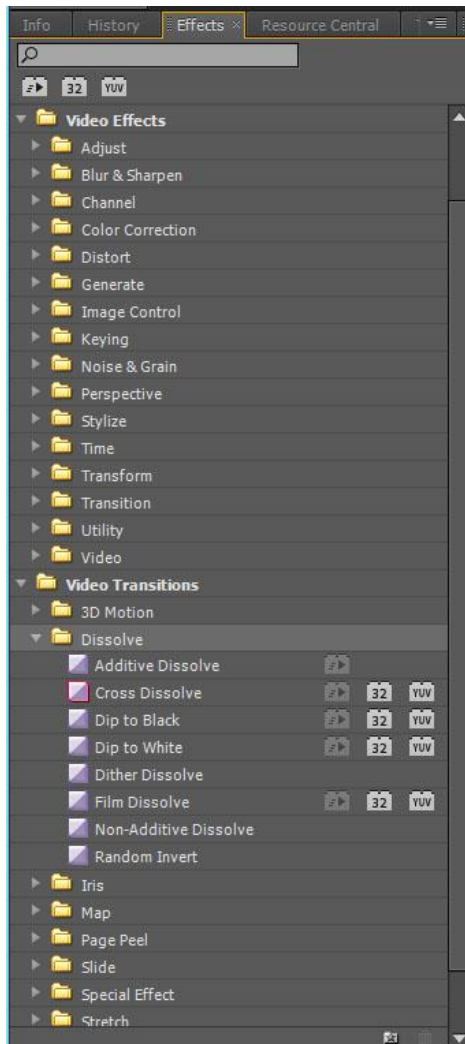 Info History Effects × Resource Central
32 YUV
Video Effects
Adjust
Blur & Sharpen
Channel
Color Correction
Distort
Generate
Image Control
Keying
Noise & Grain
Perspective
Stylize
Time
Transform
Transition
Utility
Video
Video Transitions
3D Motion
Dissolve
Additive Dissolve
Cross Dissolve 32 YUV
Dip to Black 32 YUV
Dip to White 32 YUV
Dither Dissolve
Film Dissolve 32 YUV
Non-Additive Dissolve
Random Invert
Iris
Map
Page Peel
Slide
Special Effect
Stretch